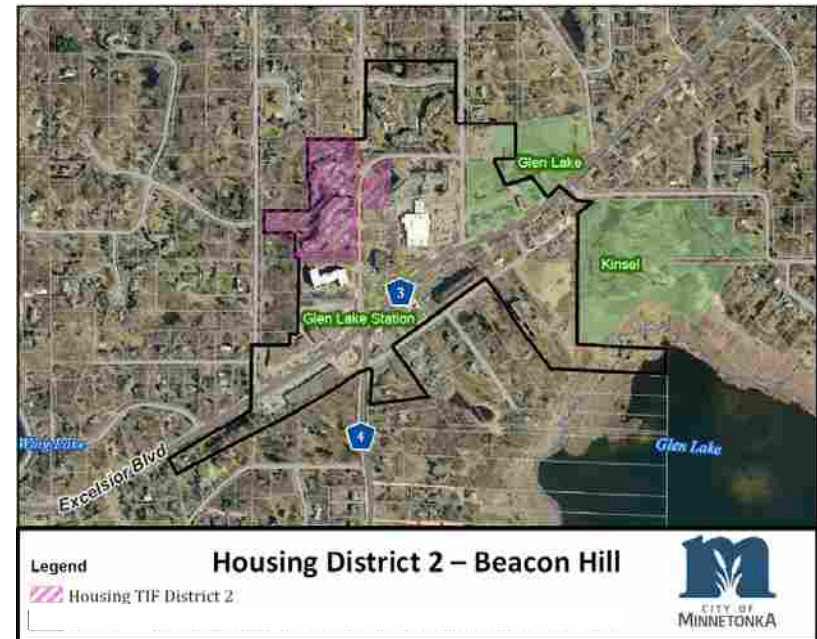 Glen Lake
Kinsel
3
Glen Lake Station
4
Wing Lake
Glen Lake
Excelsior Blvd
Legend
Housing District 2 – Beacon Hill
Housing TIF District 2
m
CITY OF
MINNETONKA